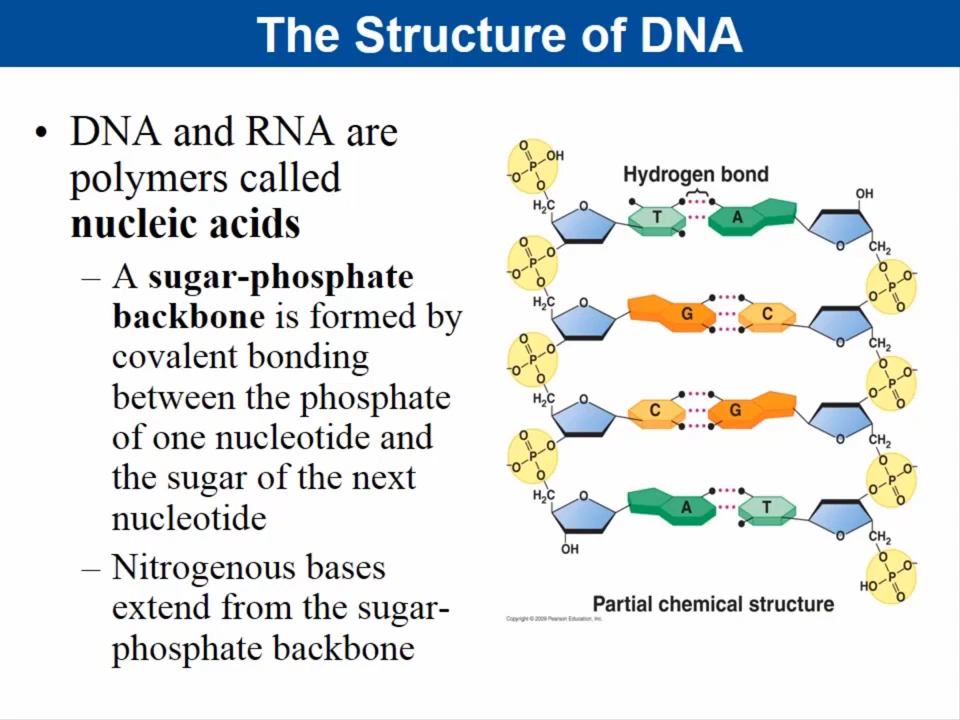 The Structure of DNA
• DNA and RNA are
polymers called
nucleic acids
– A sugar-phosphate
backbone is formed by
covalent bonding
between the phosphate
of one nucleotide and
the sugar of the next
nucleotide
– Nitrogenous bases
extend from the sugar-
phosphate backbone
Hydrogen bond
O
P
OH
-O
O
H2C
O
T
A
OH
O
CH2
O
P
-O
O
O
H2C
O
G
C
O
CH2
O
O-
P
O
O
O
P
-O
O
O
H2C
O
C
G
O
CH2
O
O-
P
O
O
O
P
-O
O
O
H2C
O
OH
A
T
O
CH2
O
O-
P
O
O
O
O-
P
HO
O
Partial chemical structure
Copyright © 2009 Pearson Education, Inc.